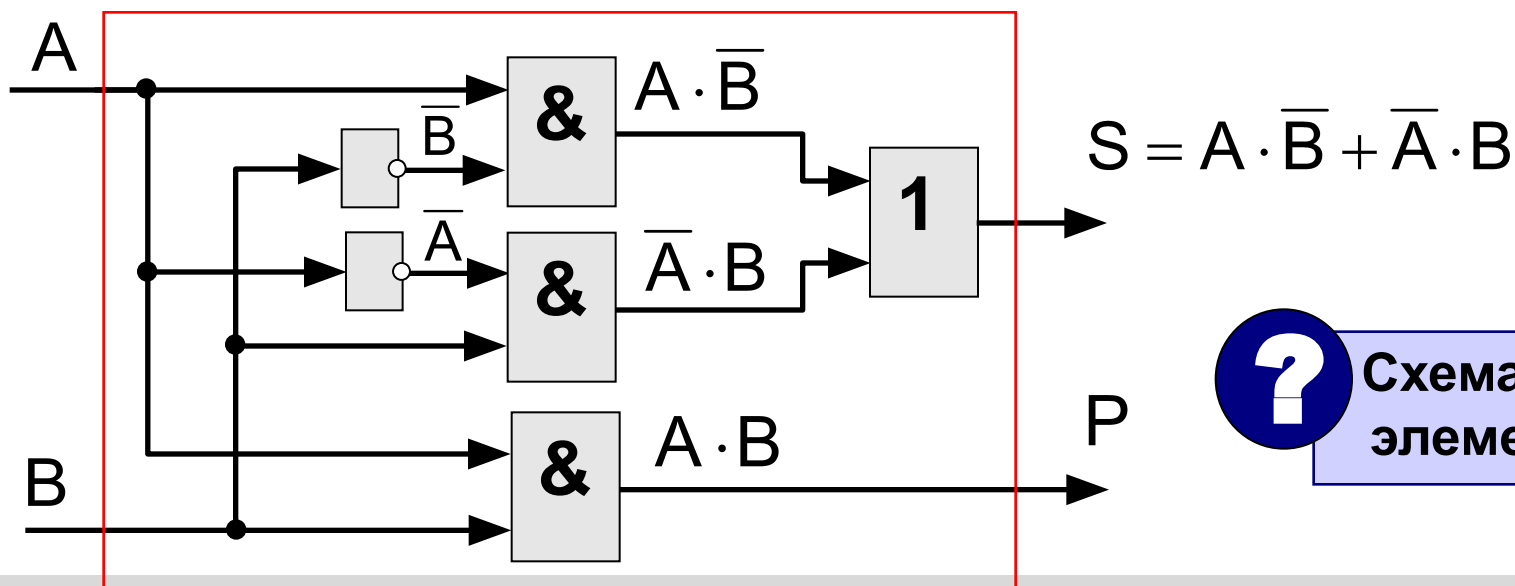 A
&
A · B̅
B̅
S = A · B̅ + A̅ · B
1
A̅
&
A̅ · B
?
Схема
элеме
P
A · B
&
B